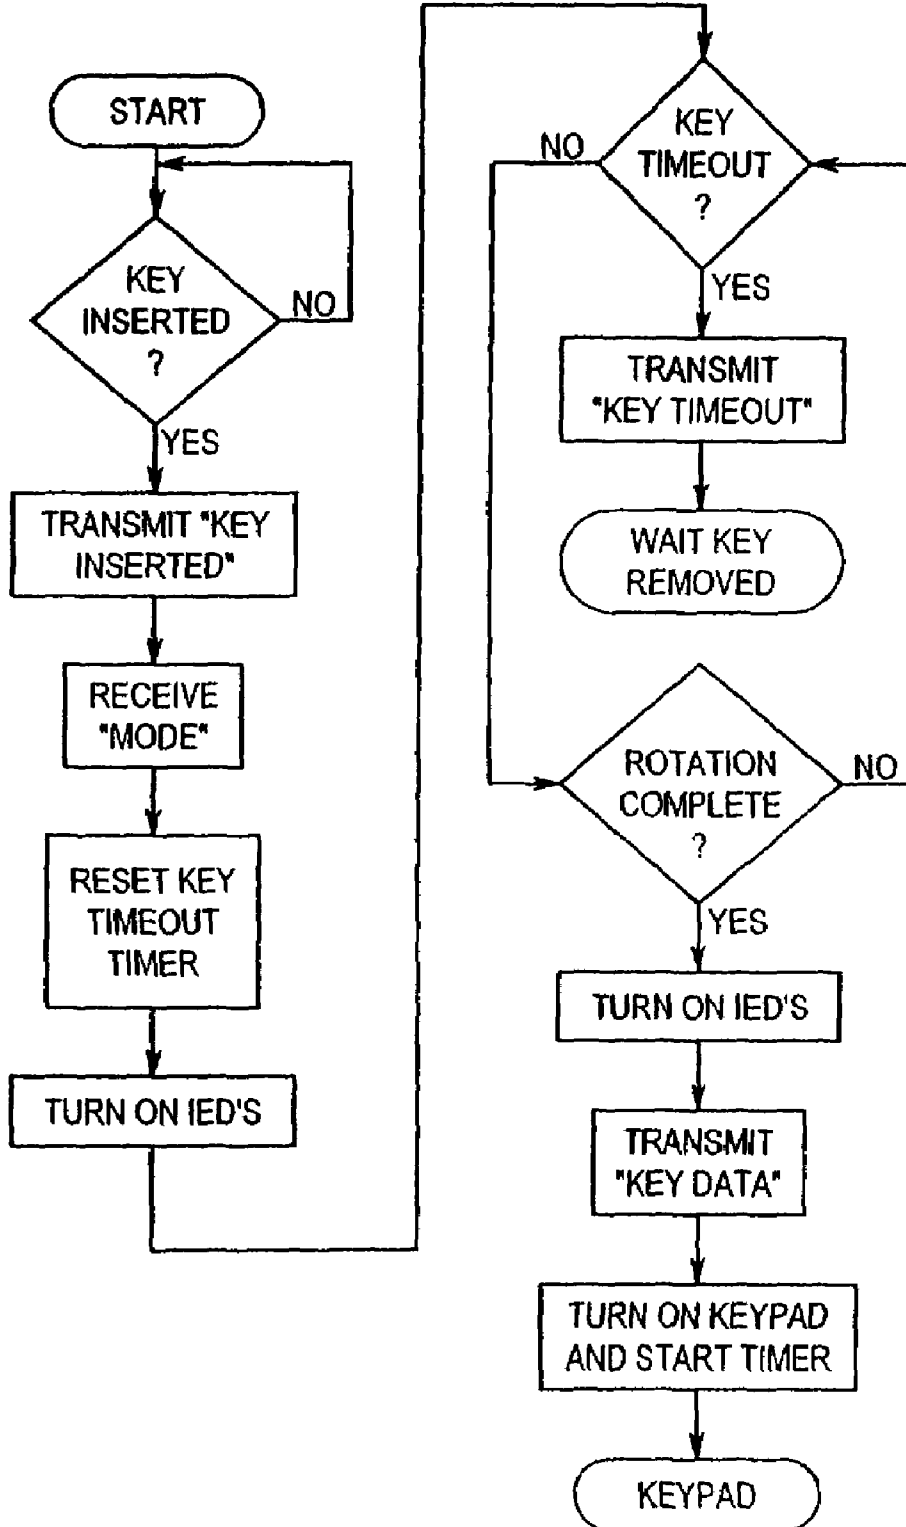 START
KEY
INSERTED
?
NO
YES
TRANSMIT "KEY
INSERTED"
RECEIVE
"MODE"
RESET KEY
TIMEOUT
TIMER
TURN ON IED'S
KEY
TIMEOUT
?
NO
YES
TRANSMIT
"KEY TIMEOUT"
WAIT KEY
REMOVED
ROTATION
COMPLETE
?
NO
YES
TURN ON IED'S
TRANSMIT
"KEY DATA"
TURN ON KEYPAD
AND START TIMER
KEYPAD